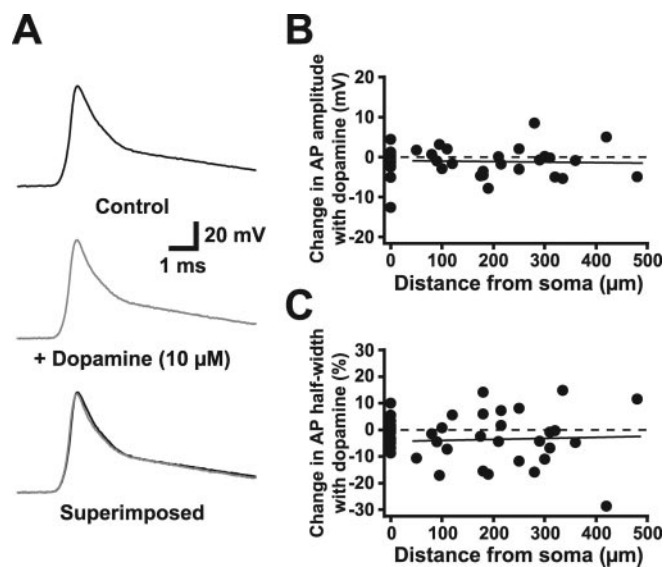 A
Control
20 mV
1 ms
+ Dopamine (10 µM)
Superimposed
B
Change in AP amplitude
with dopamine (mV)
20
10
0
-10
-20
0 100 200 300 400 500
Distance from soma (µm)
C
Change in AP half-width
with dopamine (%)
30
20
10
0
-10
-20
-30
0 100 200 300 400 500
Distance from soma (µm)